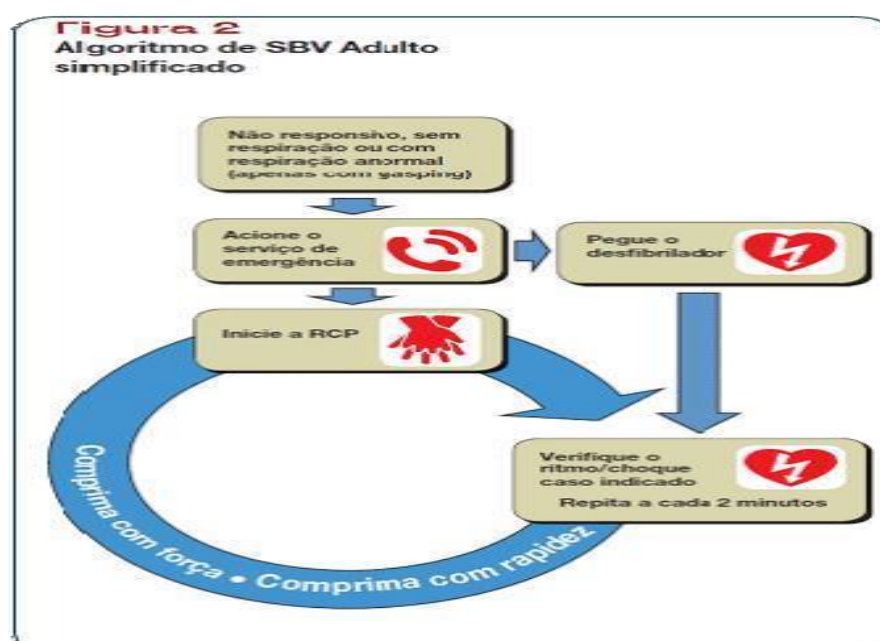 Figura 2
Algoritmo de SBV Adulto
simplificado
Não responsivo, sem
respiração ou com
respiração anormal
(apenas com gasping)
Acione o
serviço de
emergência
Pegue o
desfibrilador
Inicie a RCP
Verifique o
ritmo/choque
caso indicado
Repita a cada 2 minutos
Comprima com força • Comprima com rapidez